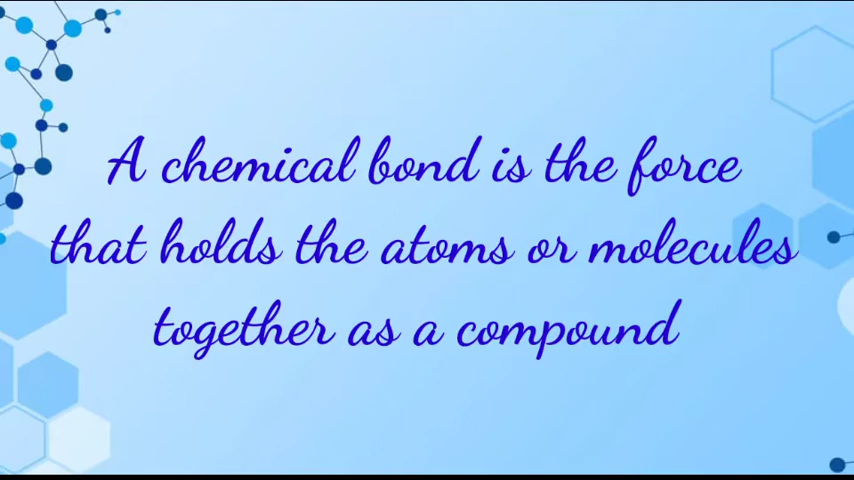 A chemical bond is the force
that holds the atoms or molecules
together as a compound